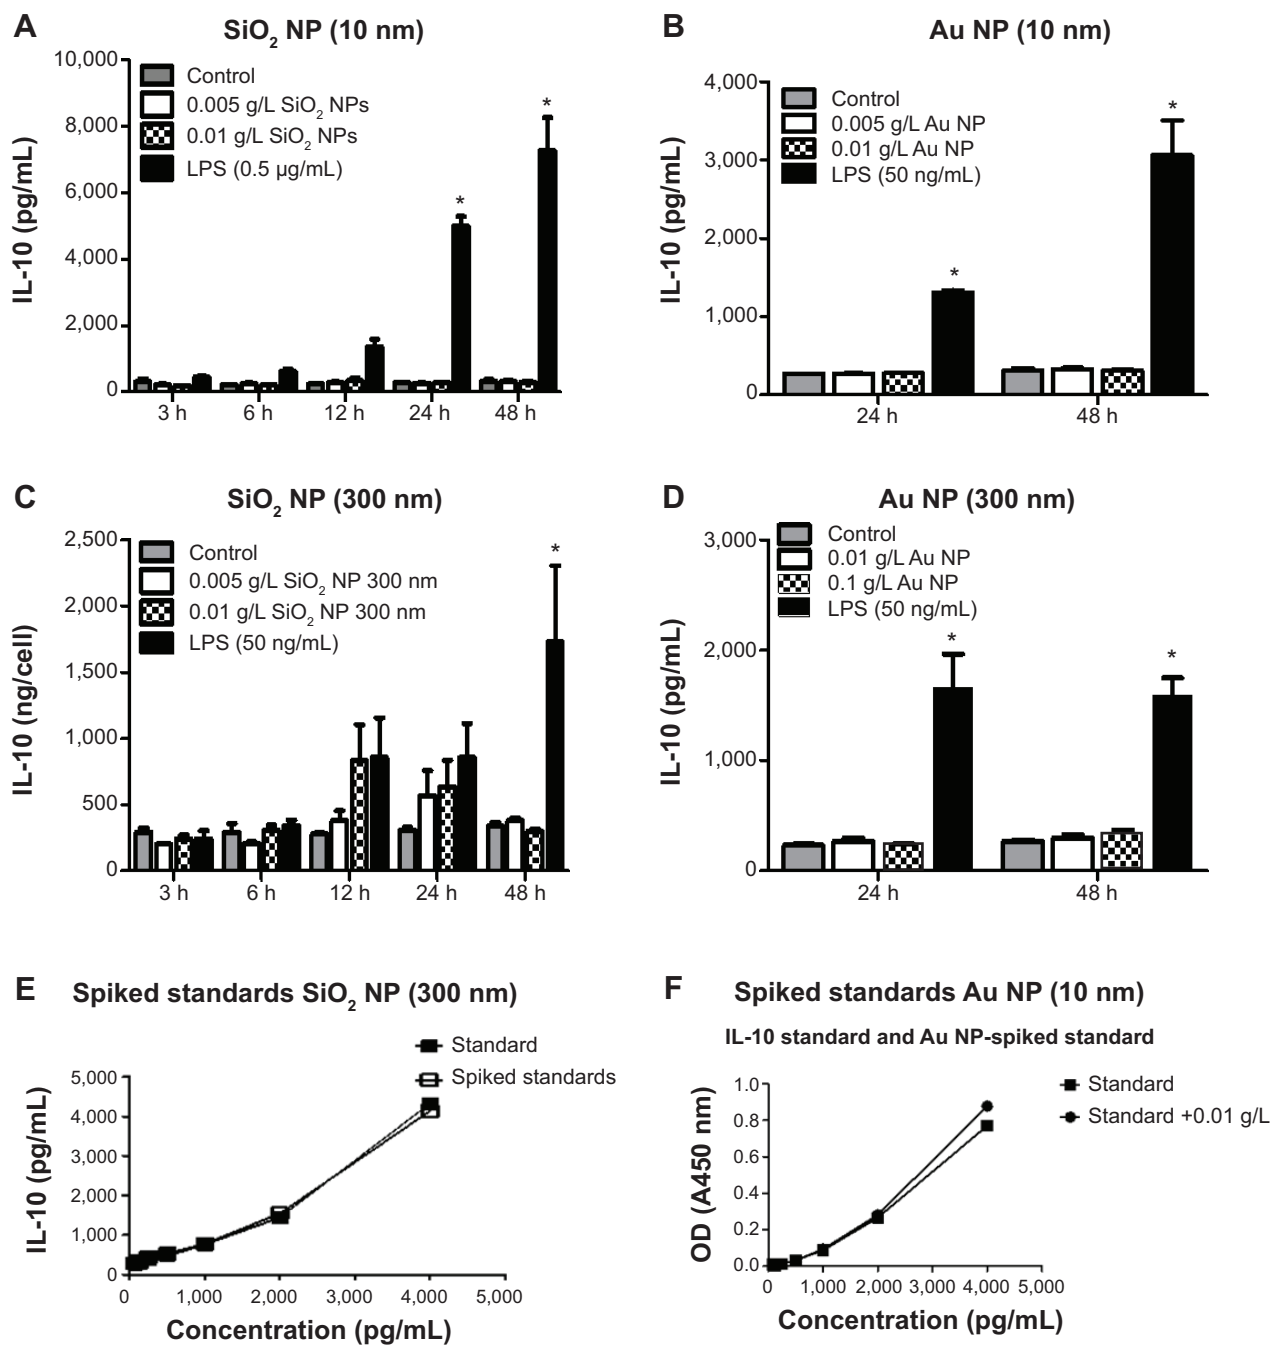 A
SiO2 NP (10 nm)
10,000
8,000
6,000
4,000
2,000
0
IL-10 (pg/mL)
Control
0.005 g/L SiO2 NPs
0.01 g/L SiO2 NPs
LPS (0.5 µg/mL)
*
*
3 h 6 h 12 h 24 h 48 h
B
Au NP (10 nm)
4,000
3,000
2,000
1,000
0
IL-10 (pg/mL)
Control
0.005 g/L Au NP
0.01 g/L Au NP
LPS (50 ng/mL)
*
*
24 h 48 h
C
SiO2 NP (300 nm)
2,500
2,000
1,500
1,000
500
0
IL-10 (ng/cell)
Control
0.005 g/L SiO2 NP 300 nm
0.01 g/L SiO2 NP 300 nm
LPS (50 ng/mL)
*
3 h 6 h 12 h 24 h 48 h
D
Au NP (300 nm)
3,000
2,000
1,000
0
IL-10 (pg/mL)
Control
0.01 g/L Au NP
0.1 g/L Au NP
LPS (50 ng/mL)
*
*
24 h 48 h
E
Spiked standards SiO2 NP (300 nm)
Standard
Spiked standards
5,000
4,000
3,000
2,000
1,000
0
IL-10 (pg/mL)
0 1,000 2,000 3,000 4,000 5,000
Concentration (pg/mL)
F
Spiked standards Au NP (10 nm)
IL-10 standard and Au NP-spiked standard
Standard
Standard +0.01 g/L
1.0
0.8
0.6
0.4
0.2
0.0
OD (A450 nm)
0 1,000 2,000 3,000 4,000 5,000
Concentration (pg/mL)